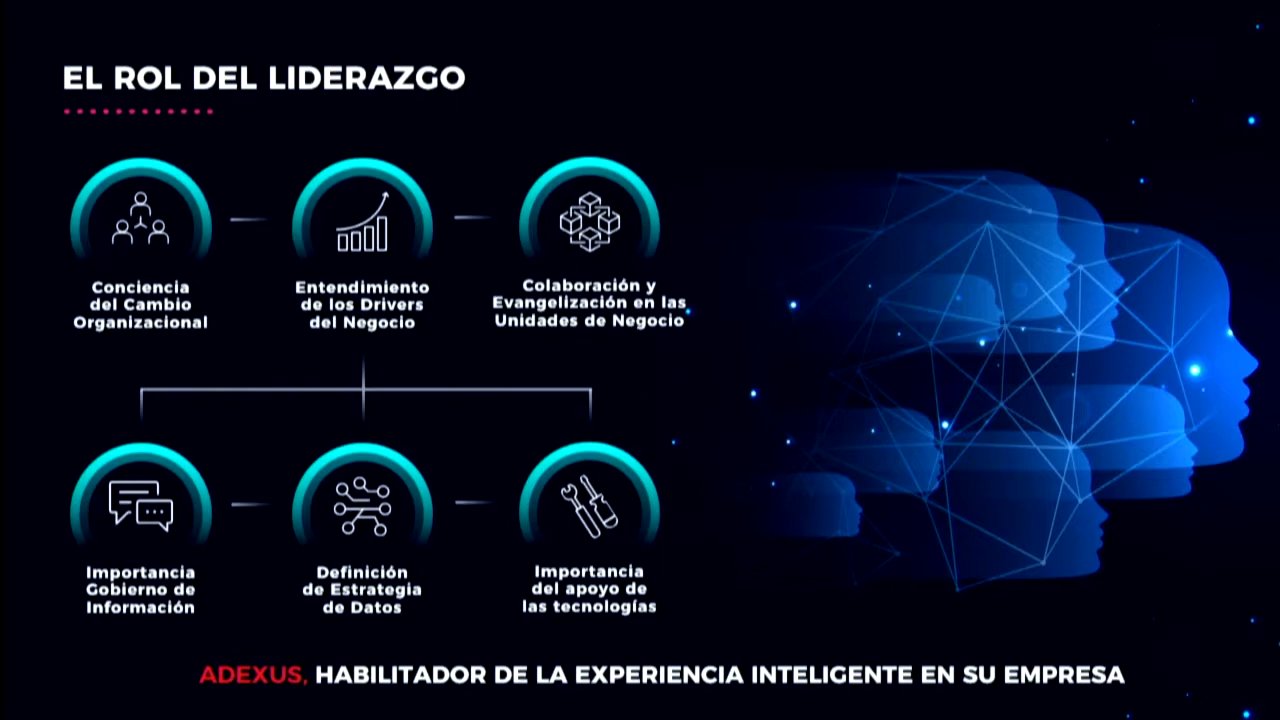 EL ROL DEL LIDERAZGO
Conciencia
del Cambio
Organizacional
Entendimiento
de los Drivers
del Negocio
Colaboración y
Evangelización en las
Unidades de Negocio
Importancia
Gobierno de
Información
Definición
de Estrategia
de Datos
Importancia
del apoyo de
las tecnologías
ADEXUS, HABILITADOR DE LA EXPERIENCIA INTELIGENTE EN SU EMPRESA